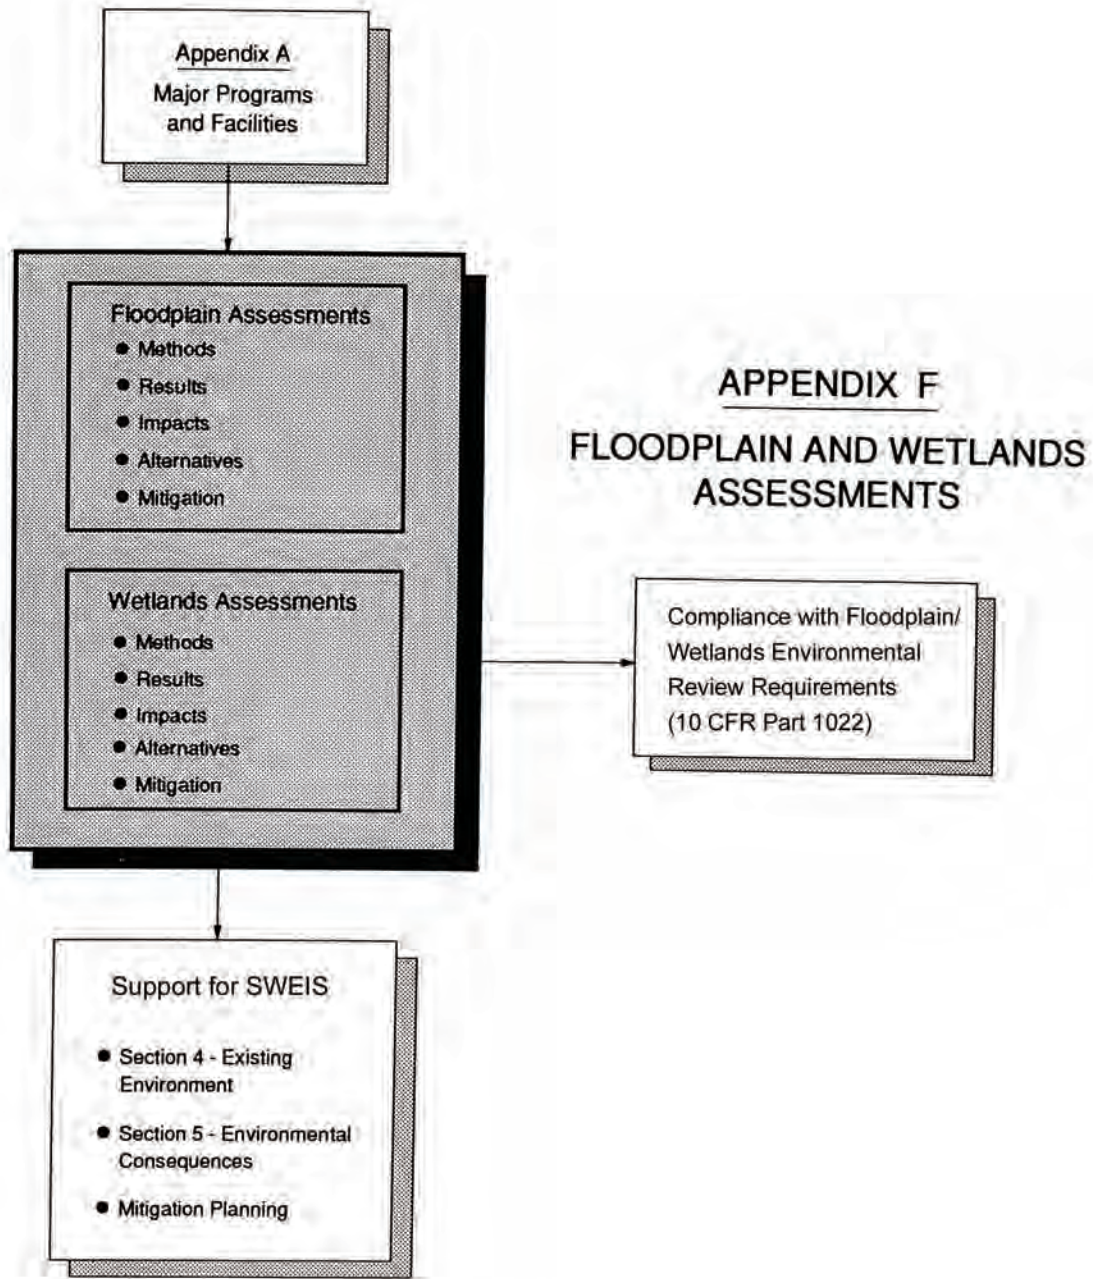 Appendix A
Major Programs
and Facilities
Floodplain Assessments
● Methods
● Results
● Impacts
● Alternatives
● Mitigation
Wetlands Assessments
● Methods
● Results
● Impacts
● Alternatives
● Mitigation
APPENDIX F
FLOODPLAIN AND WETLANDS
ASSESSMENTS
Compliance with Floodplain/
Wetlands Environmental
Review Requirements
(10 CFR Part 1022)
Support for SWEIS
● Section 4 - Existing
Environment
● Section 5 - Environmental
Consequences
● Mitigation Planning